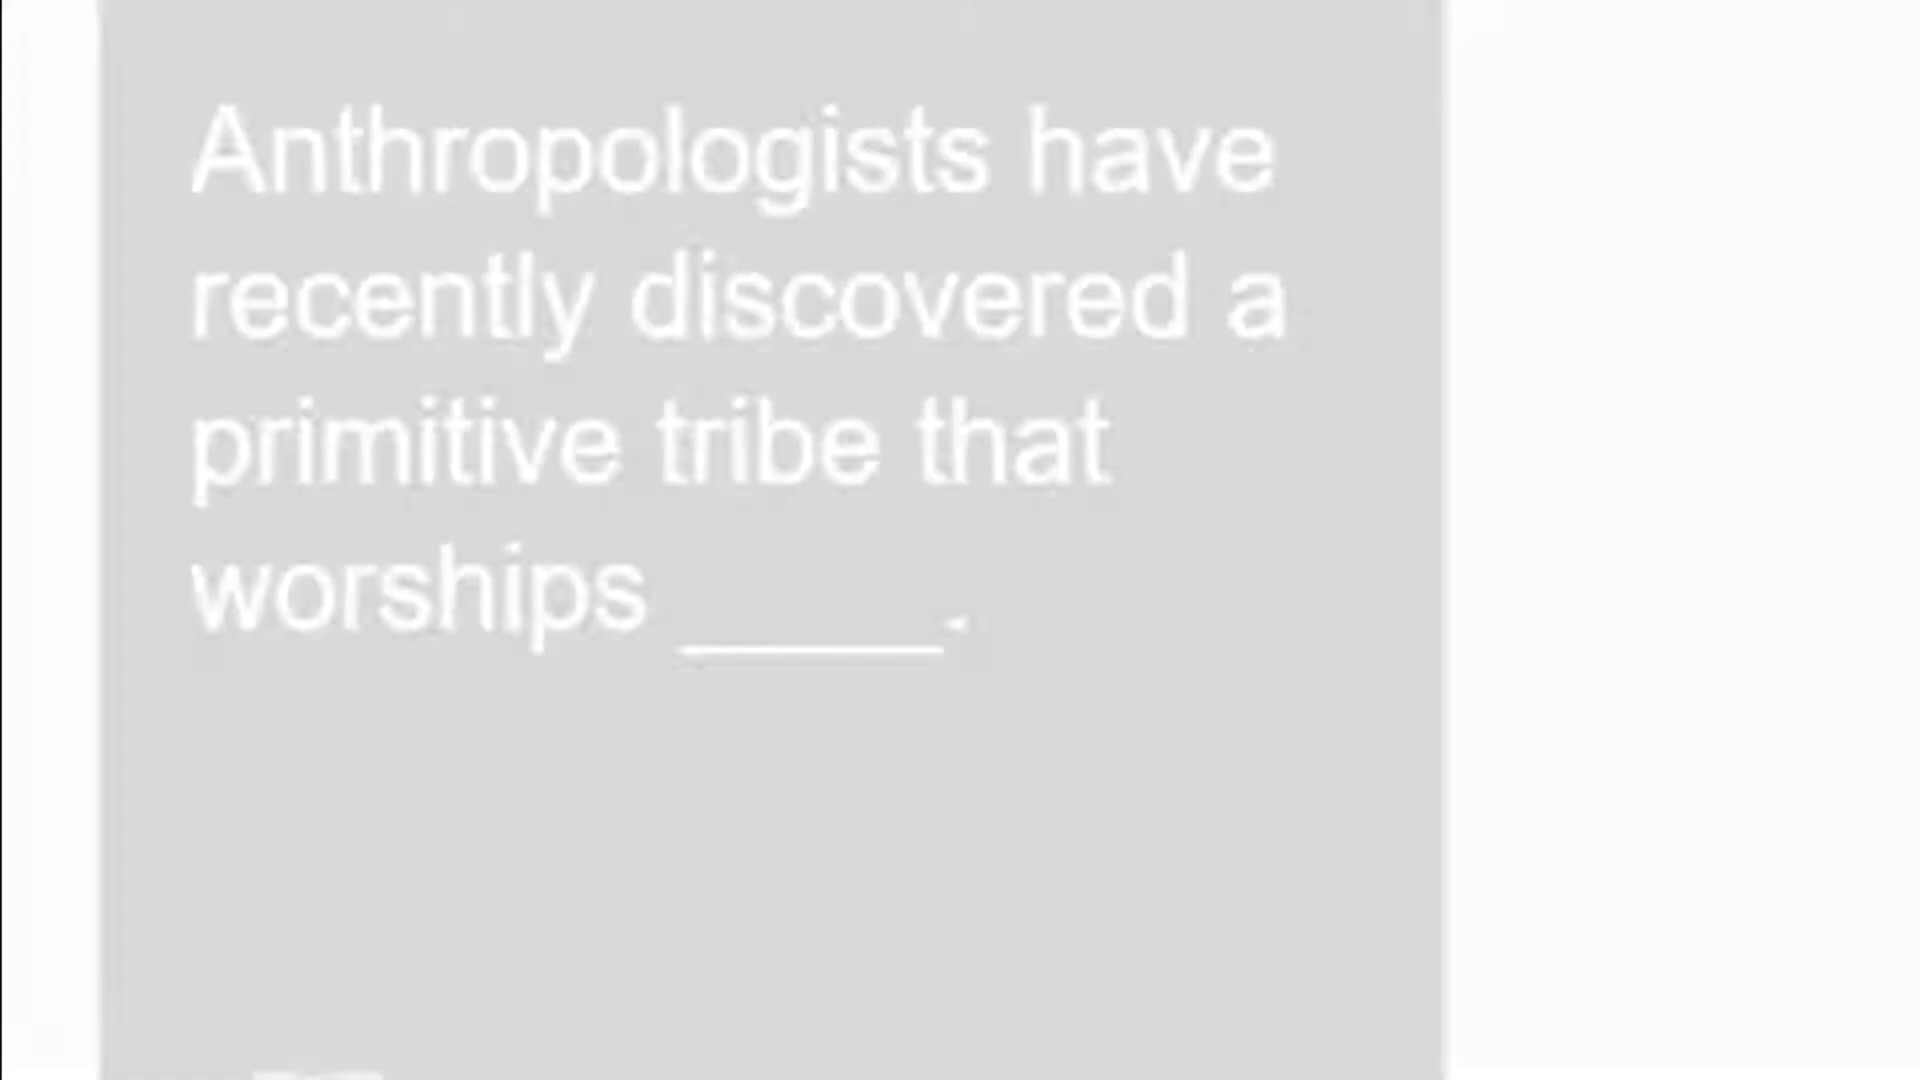 Anthropologists have
recently discovered a
primitive tribe that
worships _____.